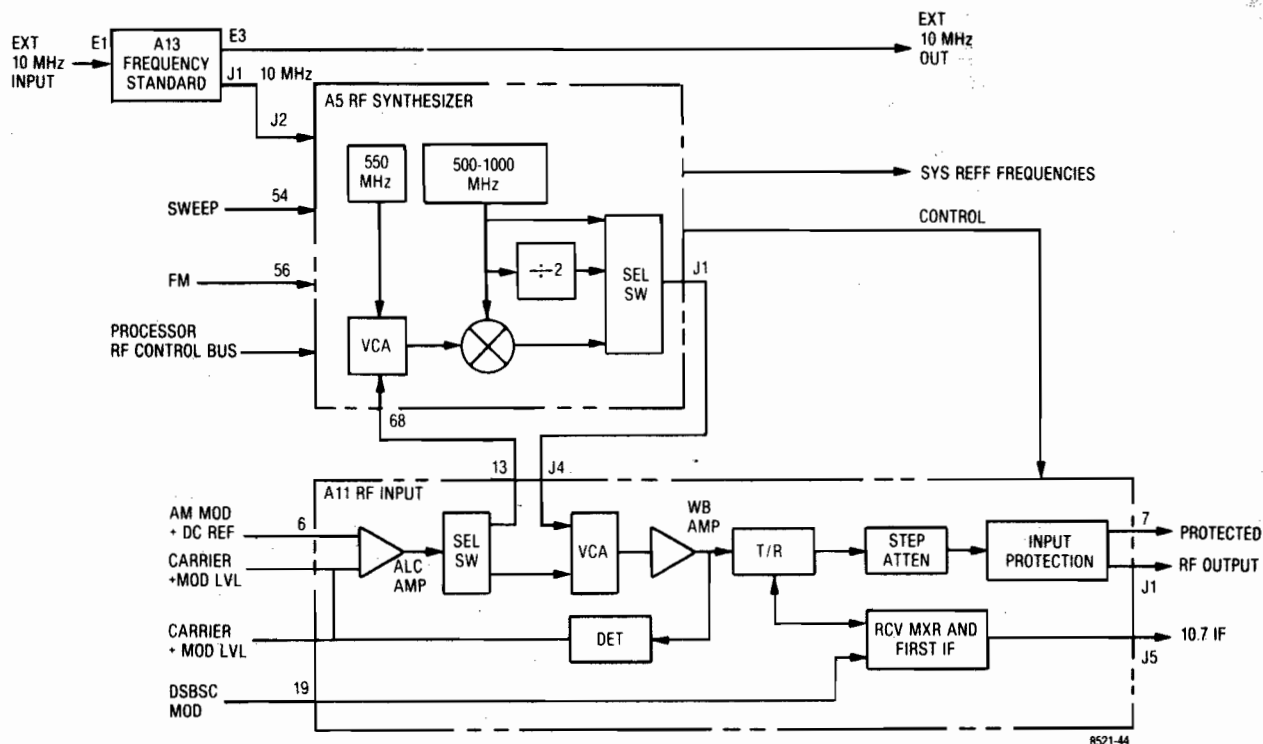 EXT
10 MHz
INPUT
E1
A13
FREQUENCY
STANDARD
E3
J1
10 MHz
EXT
10 MHz
OUT
J2
A5 RF SYNTHESIZER
550
MHz
500-1000
MHz
SYS REFF FREQUENCIES
SWEEP
54
CONTROL
÷2
SEL
SW
J1
FM
56
PROCESSOR
RF CONTROL BUS
VCA
68
13
J4
A11 RF INPUT
AM MOD
+ DC REF
6
CARRIER
+MOD LVL
ALC
AMP
SEL
SW
VCA
WB
AMP
T/R
STEP
ATTEN
INPUT
PROTECTION
7
PROTECTED
RF OUTPUT
J1
CARRIER
+ MOD LVL
DET
RCV MXR AND
FIRST IF
10.7 IF
J5
DSBSC
MOD
19
8521-44